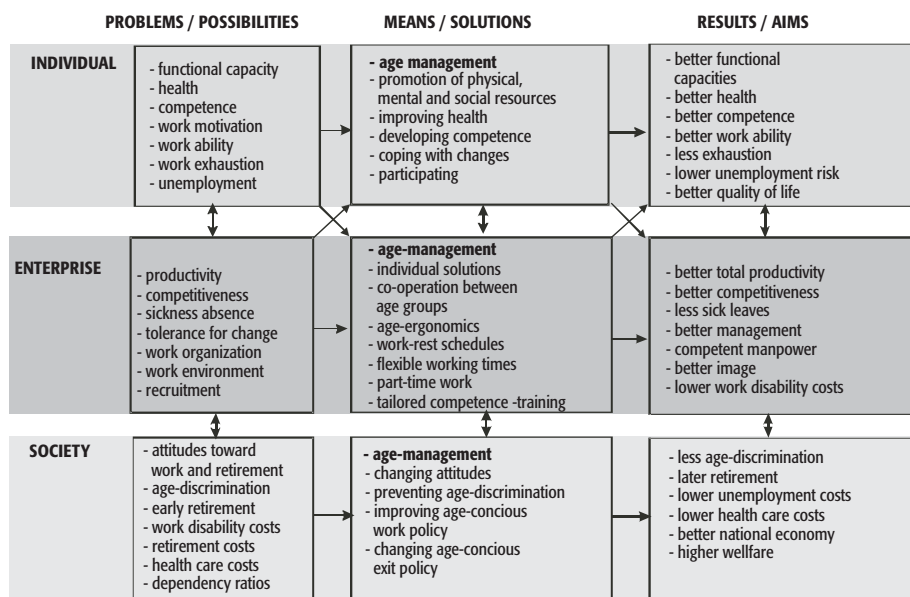 PROBLEMS / POSSIBILITIES
MEANS / SOLUTIONS
RESULTS / AIMS
INDIVIDUAL
- functional capacity
- health
- competence
- work motivation
- work ability
- work exhaustion
- unemployment
- age management
- promotion of physical,
mental and social resources
- improving health
- developing competence
- coping with changes
- participating
- better functional
capacities
- better health
- better competence
- better work ability
- less exhaustion
- lower unemployment risk
- better quality of life
ENTERPRISE
- productivity
- competitiveness
- sickness absence
- tolerance for change
- work organization
- work environment
- recruitment
- age-management
- individual solutions
- co-operation between
age groups
- age-ergonomics
- work-rest schedules
- flexible working times
- part-time work
- tailored competence -training
- better total productivity
- better competitiveness
- less sick leaves
- better management
- competent manpower
- better image
- lower work disability costs
SOCIETY
- attitudes toward
work and retirement
- age-discrimination
- early retirement
- work disability costs
- retirement costs
- health care costs
- dependency ratios
- age-management
- changing attitudes
- preventing age-discrimination
- improving age-concious
work policy
- changing age-concious
exit policy
- less age-discrimination
- later retirement
- lower unemployment costs
- lower health care costs
- better national economy
- higher wellfare